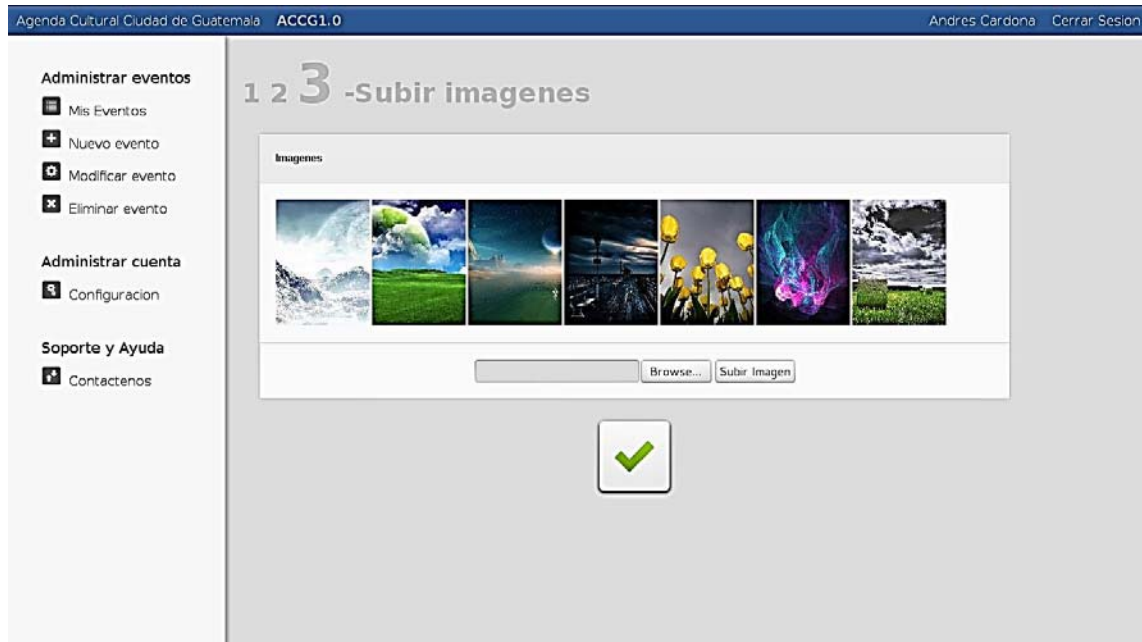 Agenda Cultural Ciudad de Guatemala ACCG1.0 Andres Cardona Cerrar Sesion
Administrar eventos
Mis Eventos
Nuevo evento
Modificar evento
Eliminar evento
Administrar cuenta
Configuracion
Soporte y Ayuda
Contactenos
1 2 3 -Subir imagenes
Imagenes
Browse... Subir Imagen